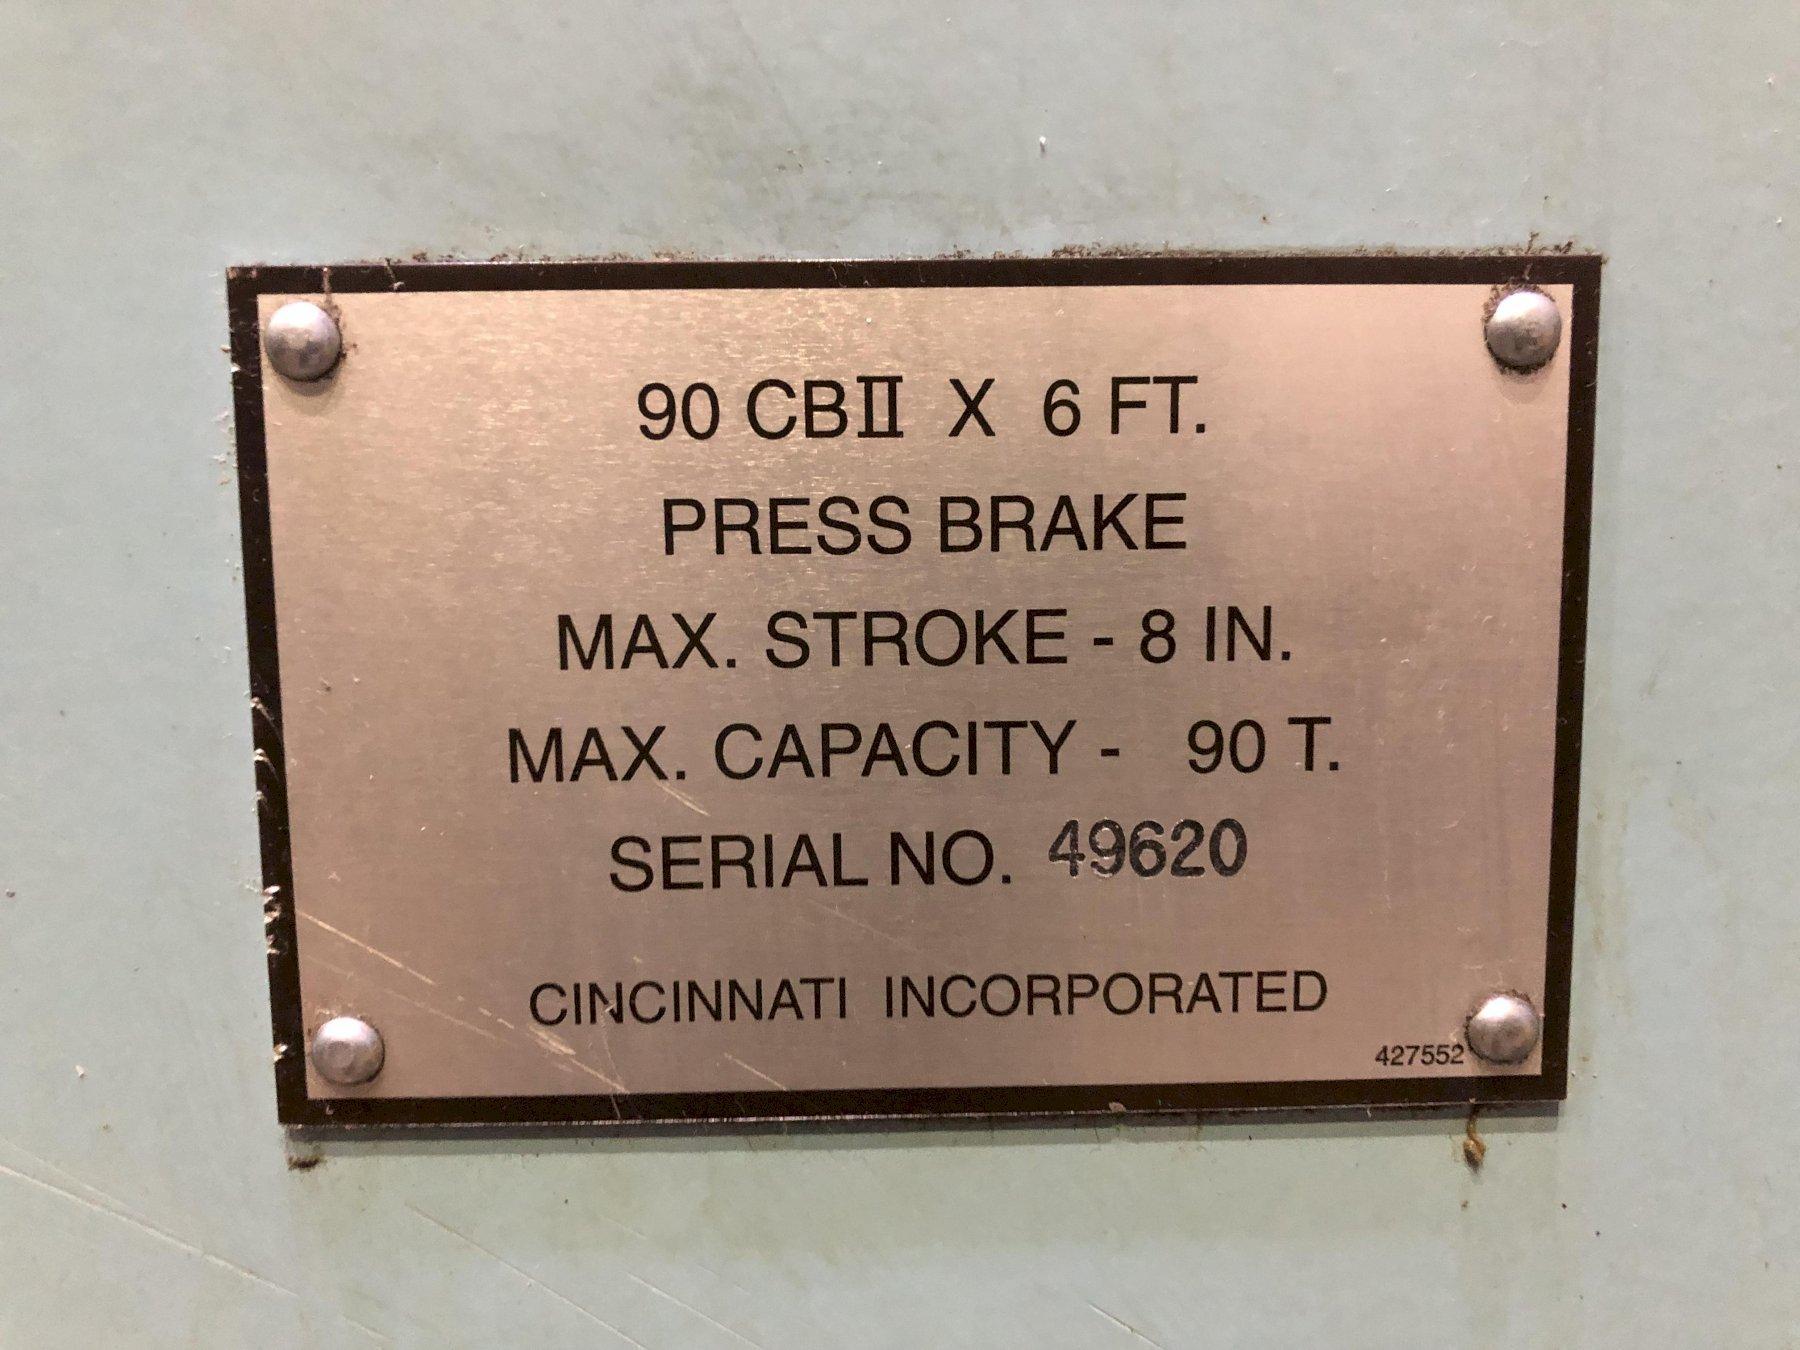 90 CBII X 6 FT.
PRESS BRAKE
MAX. STROKE - 8 IN.
MAX. CAPACITY - 90 T.
SERIAL NO. 49620
CINCINNATI INCORPORATED
427552